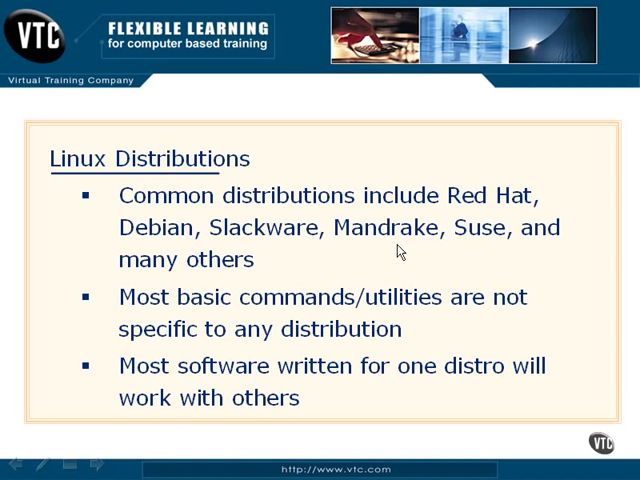 VTC
FLEXIBLE LEARNING
for computer based training
Virtual Training Company
Linux Distributions
▪ Common distributions include Red Hat,
Debian, Slackware, Mandrake, Suse, and
many others
▪ Most basic commands/utilities are not
specific to any distribution
▪ Most software written for one distro will
work with others
VTC
http://www.vtc.com